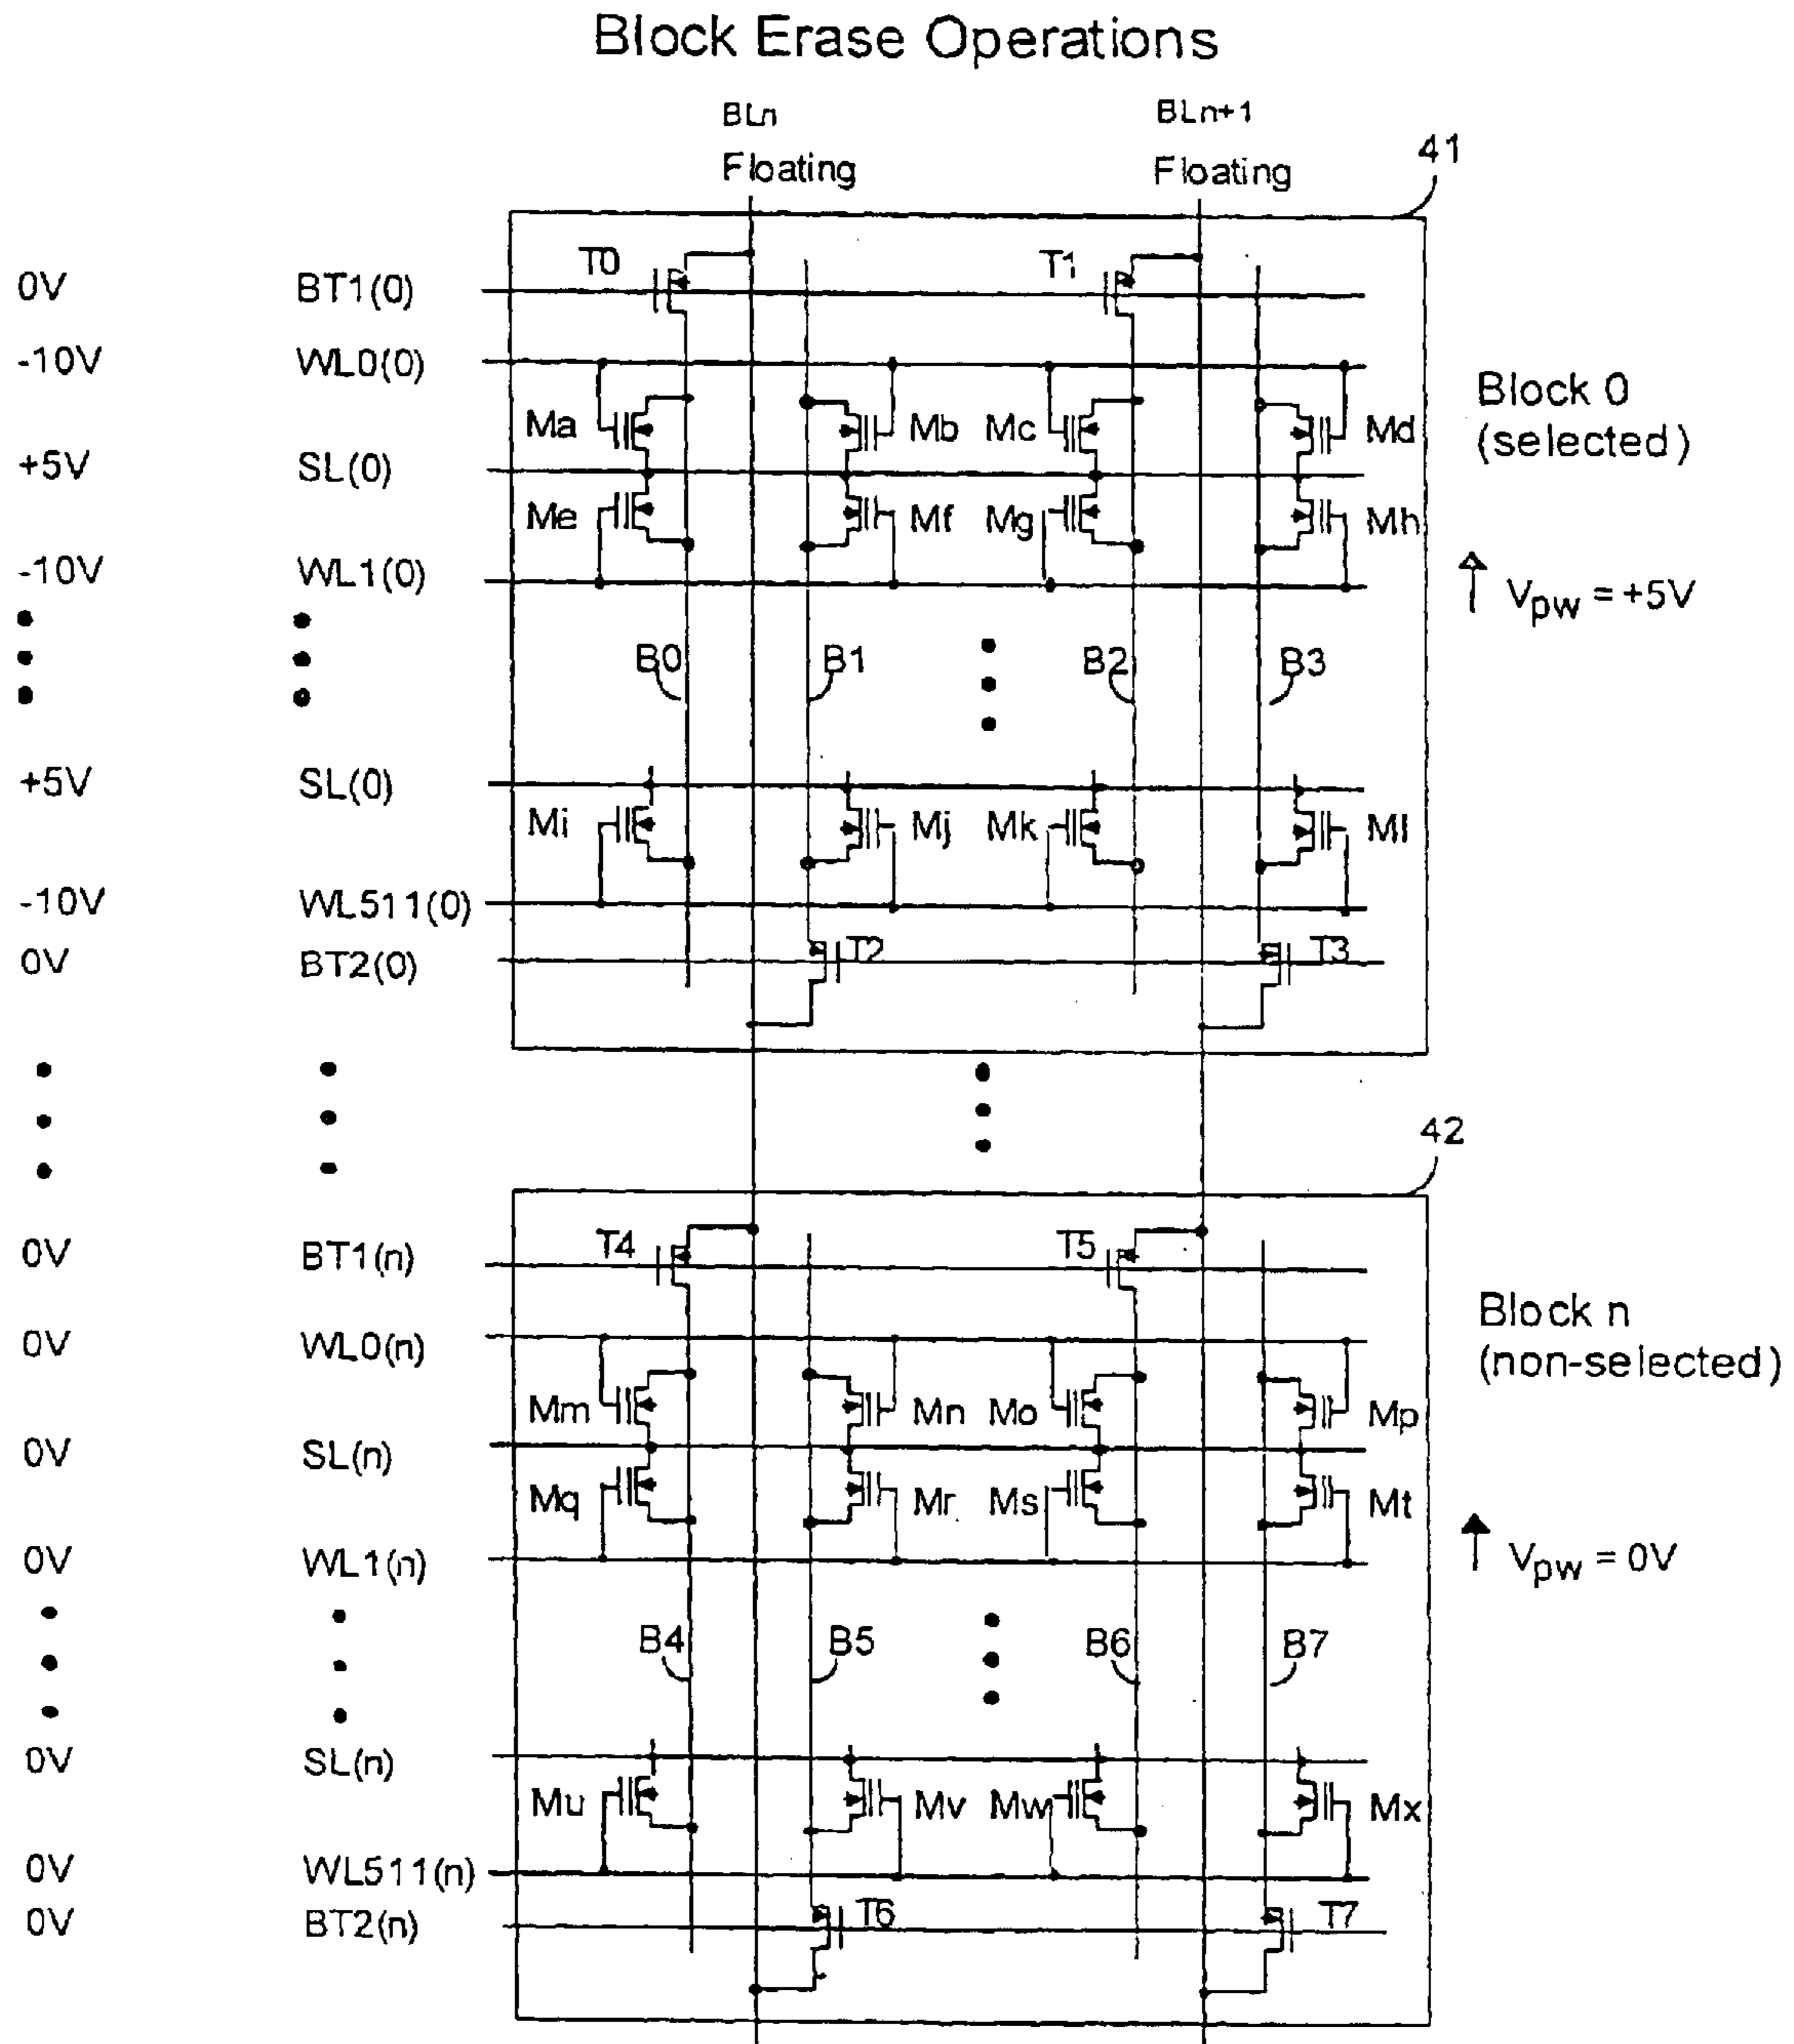 Block Erase Operations
BLn
BLn+1
Floating
Floating
41
0V BT1(0) T0 T1
-10V WL0(0)
Block 0
(selected)
Ma Mb Mc Md
+5V SL(0)
Me Mf Mg Mh
-10V WL1(0)
Vpw = +5V
B0 B1 B2 B3
+5V SL(0)
Mi Mj Mk Ml
-10V WL511(0)
0V BT2(0) T2 T3
42
0V BT1(n) T4 T5
0V WL0(n)
Block n
(non-selected)
Mm Mn Mo Mp
0V SL(n)
Mq Mr Ms Mt
0V WL1(n)
Vpw = 0V
B4 B5 B6 B7
0V SL(n)
Mu Mv Mw Mx
0V WL511(n)
0V BT2(n) T6 T7